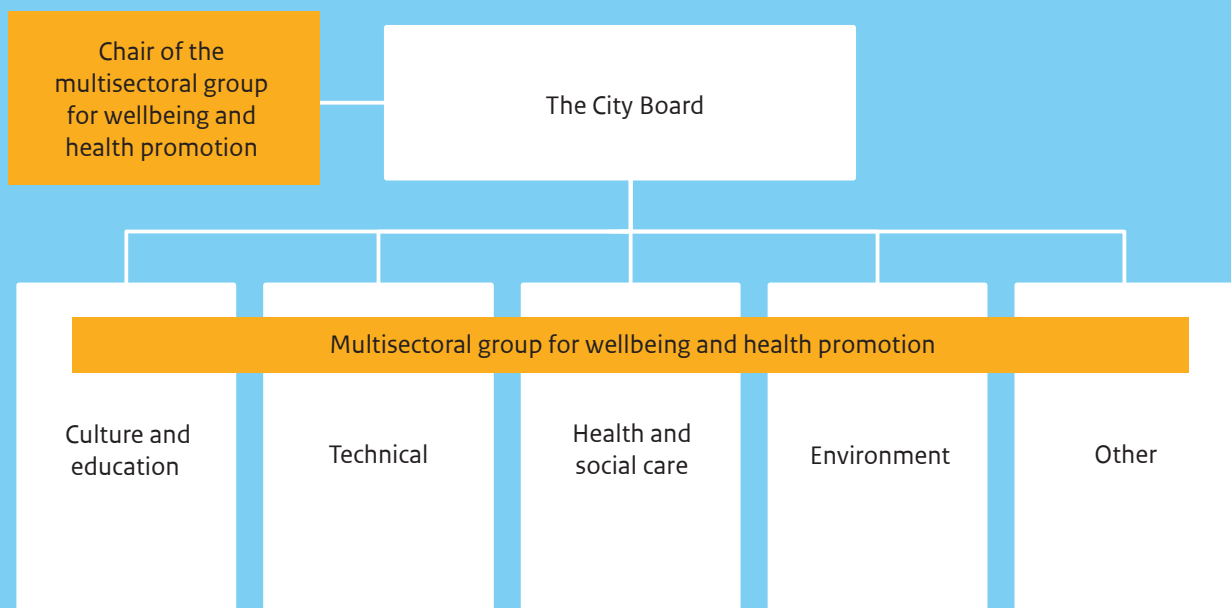 Chair of the
multisectoral group
for wellbeing and
health promotion
The City Board
Multisectoral group for wellbeing and health promotion
Culture and
education
Technical
Health and
social care
Environment
Other